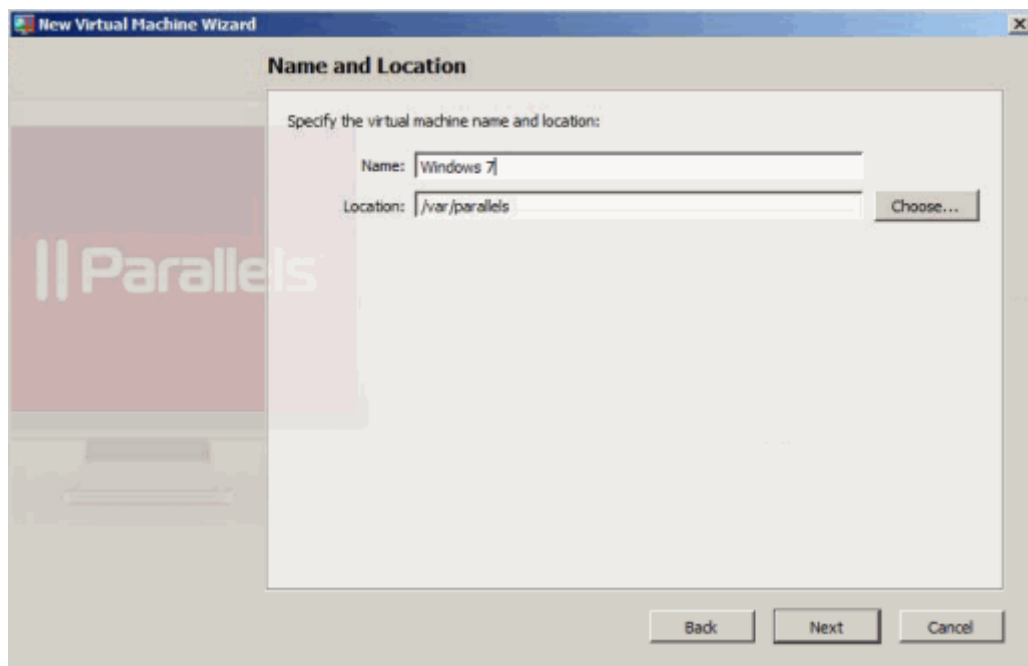 New Virtual Machine Wizard
Name and Location
Specify the virtual machine name and location:
Name: Windows 7
Location: /var/parallels Choose...
Parallels
Back Next Cancel